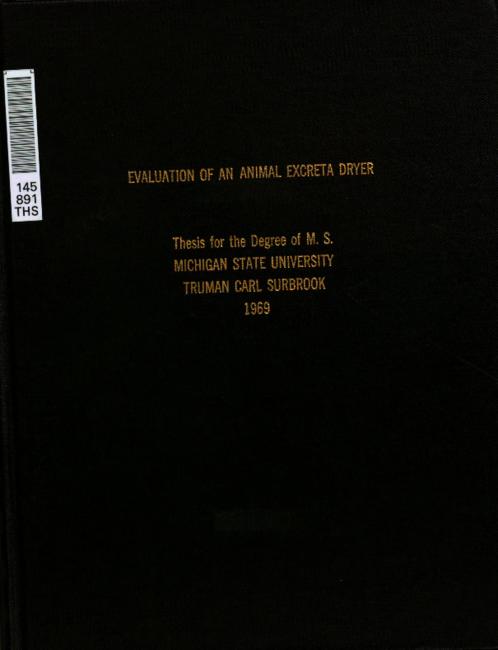 145
891
THS
EVALUATION OF AN ANIMAL EXCRETA DRYER
Thesis for the Degree of M. S.
MICHIGAN STATE UNIVERSITY
TRUMAN CARL SURBROOK
1969